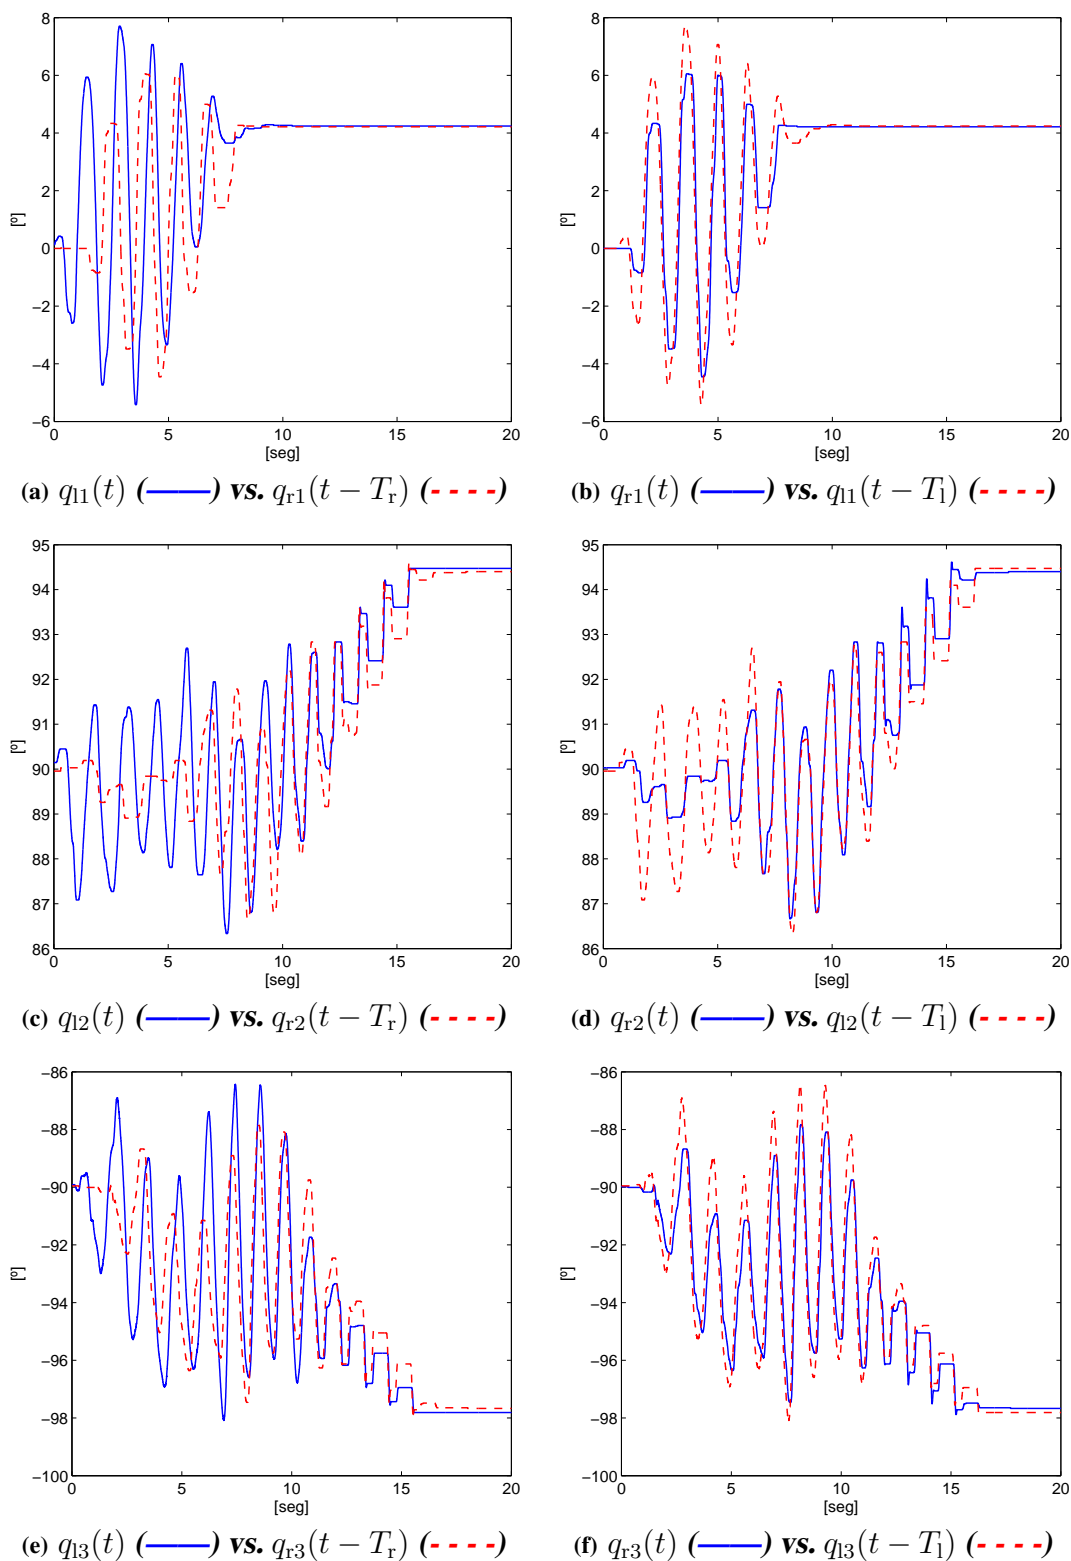 8 6 4 2 0 −2 −4 −6
[º]
0 5 10 15 20
[seg]
(a) q_{l1}(t) (——) vs. q_{r1}(t − T_r) (- - - -)
8 6 4 2 0 −2 −4 −6
[º]
0 5 10 15 20
[seg]
(b) q_{r1}(t) (——) vs. q_{l1}(t − T_l) (- - - -)
95 94 93 92 91 90 89 88 87 86
[º]
0 5 10 15 20
[seg]
(c) q_{l2}(t) (——) vs. q_{r2}(t − T_r) (- - - -)
95 94 93 92 91 90 89 88 87 86
[º]
0 5 10 15 20
[seg]
(d) q_{r2}(t) (——) vs. q_{l2}(t − T_l) (- - - -)
−86 −88 −90 −92 −94 −96 −98 −100
[º]
0 5 10 15 20
[seg]
(e) q_{l3}(t) (——) vs. q_{r3}(t − T_r) (- - - -)
−86 −88 −90 −92 −94 −96 −98 −100
[º]
0 5 10 15 20
[seg]
(f) q_{r3}(t) (——) vs. q_{l3}(t − T_l) (- - - -)